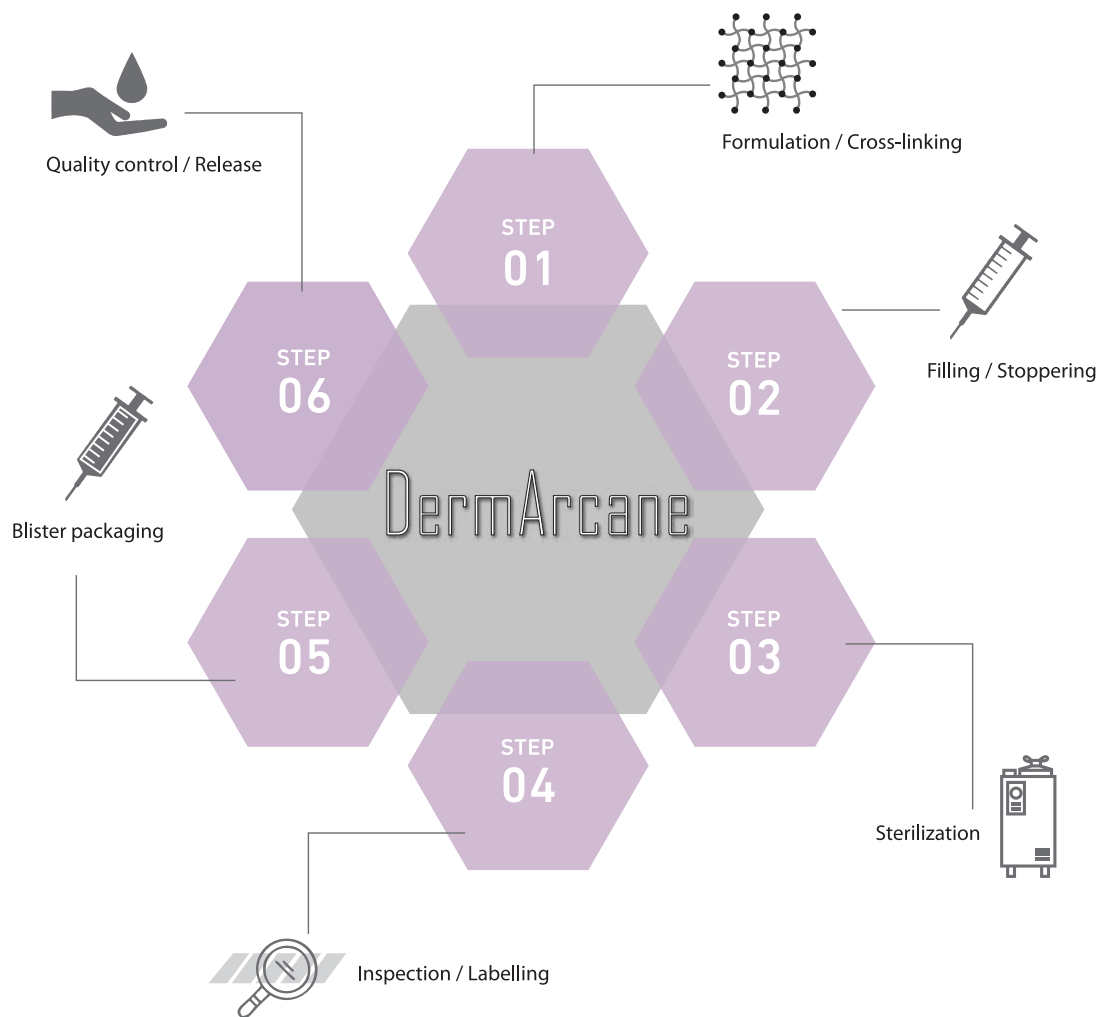 STEP
01
Formulation / Cross-linking
STEP
02
Filling / Stoppering
STEP
03
Sterilization
STEP
04
Inspection / Labelling
STEP
05
Blister packaging
STEP
06
Quality control / Release
DermArcane